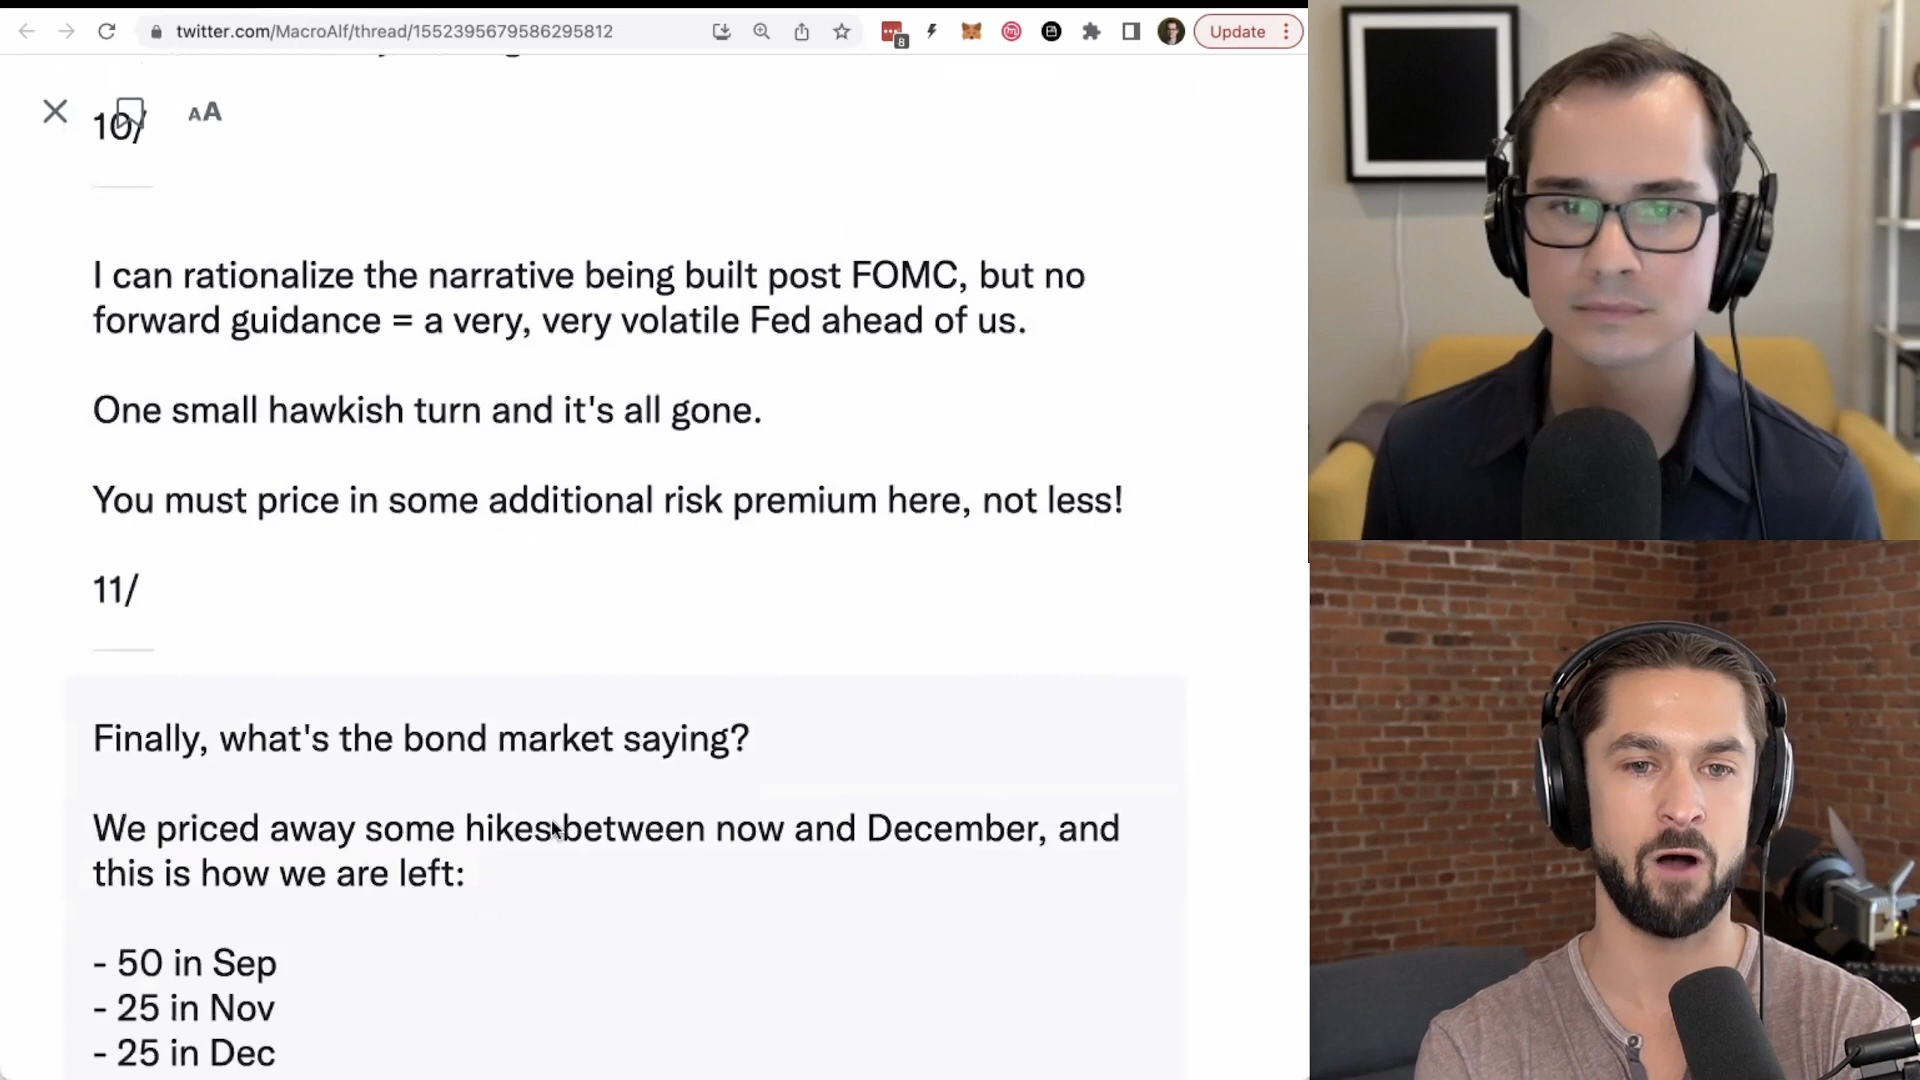 twitter.com/MacroAlf/thread/1552395679586295812
8
Update
AA
10/
I can rationalize the narrative being built post FOMC, but no
forward guidance = a very, very volatile Fed ahead of us.
One small hawkish turn and it's all gone.
You must price in some additional risk premium here, not less!
11/
Finally, what's the bond market saying?
We priced away some hikes between now and December, and
this is how we are left:
- 50 in Sep
- 25 in Nov
- 25 in Dec